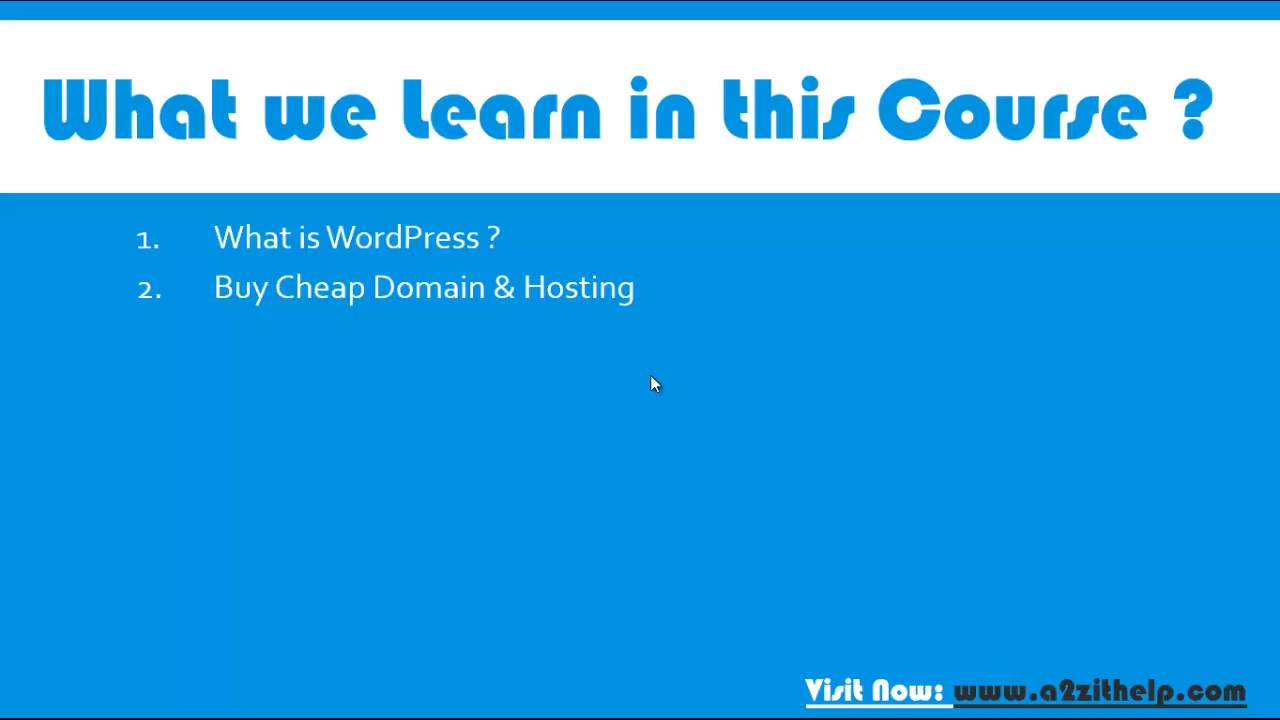 What we Learn in this Course ?
1. What is WordPress ?
2. Buy Cheap Domain & Hosting
Visit Now: www.a2zithelp.com